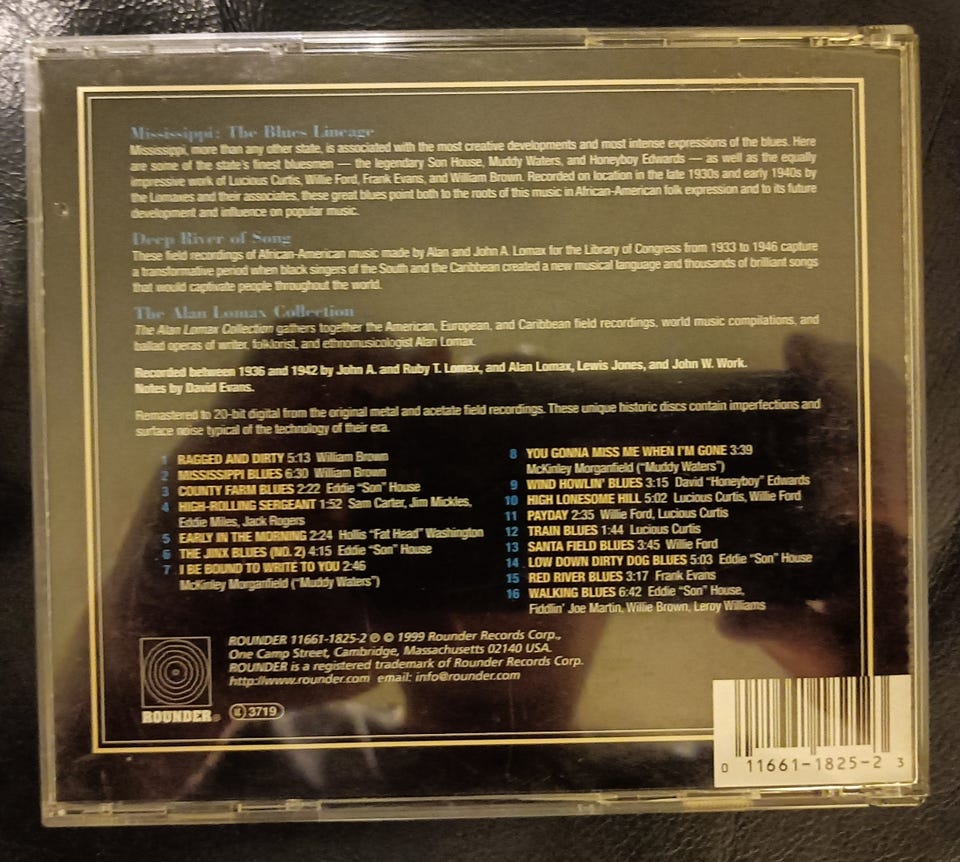 Mississippi: The Blues Lineage
Mississippi, more than any other state, is associated with the most creative developments and most intense expressions of the blues. Here
are some of the state's finest bluesmen — the legendary Son House, Muddy Waters, and Honeyboy Edwards — as well as the equally
impressive work of Lucious Curtis, Willie Ford, Frank Evans, and William Brown. Recorded on location in the late 1930s and early 1940s by
the Lomaxes and their associates, these great blues point both to the roots of this music in African-American folk expression and to its future
development and influence on popular music.
Deep River of Song
These field recordings of African-American music made by Alan and John A. Lomax for the Library of Congress from 1933 to 1946 capture
a transformative period when black singers of the South and the Caribbean created a new musical language and thousands of brilliant songs
that would captivate people throughout the world.
The Alan Lomax Collection
The Alan Lomax Collection gathers together the American, European, and Caribbean field recordings, world music compilations, and
ballad operas of writer, folklorist, and ethnomusicologist Alan Lomax.
Recorded between 1936 and 1942 by John A. and Ruby T. Lomax, and Alan Lomax, Lewis Jones, and John W. Work.
Notes by David Evans.
Remastered to 20-bit digital from the original metal and acetate field recordings. These unique historic discs contain imperfections and
surface noise typical of the technology of their era.
1 RAGGED AND DIRTY 5:13 William Brown
2 MISSISSIPPI BLUES 6:30 William Brown
3 COUNTY FARM BLUES 2:22 Eddie "Son" House
4 HIGH-ROLLING SERGEANT 1:52 Sam Carter, Jim Mickles,
Eddie Miles, Jack Rogers
5 EARLY IN THE MORNING 2:24 Hollis "Fat Head" Washington
6 THE JINX BLUES (NO. 2) 4:15 Eddie "Son" House
7 I BE BOUND TO WRITE TO YOU 2:46
McKinley Morganfield ("Muddy Waters")
8 YOU GONNA MISS ME WHEN I'M GONE 3:39
McKinley Morganfield ("Muddy Waters")
9 WIND HOWLIN' BLUES 3:15 David "Honeyboy" Edwards
10 HIGH LONESOME HILL 5:02 Lucious Curtis, Willie Ford
11 PAYDAY 2:35 Willie Ford, Lucious Curtis
12 TRAIN BLUES 1:44 Lucious Curtis
13 SANTA FIELD BLUES 3:45 Willie Ford
14 LOW DOWN DIRTY DOG BLUES 5:03 Eddie "Son" House
15 RED RIVER BLUES 3:17 Frank Evans
16 WALKING BLUES 6:42 Eddie "Son" House,
Fiddlin' Joe Martin, Willie Brown, Leroy Williams
ROUNDER 11661-1825-2 ℗ © 1999 Rounder Records Corp.,
One Camp Street, Cambridge, Massachusetts 02140 USA.
ROUNDER is a registered trademark of Rounder Records Corp.
http://www.rounder.com email: info@rounder.com
ROUNDER®
K 3719
0 11661-1825-2 3